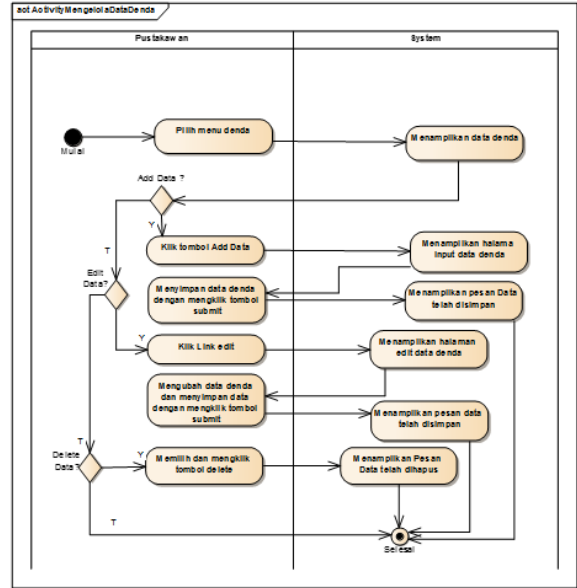 act ActivityMengelolaDataDenda
Pustakawan
System
Mulai
Pilih menu denda
Menampilkan data denda
Add Data ?
Y
T
Klik tombol Add Data
Menampilkan halama
input data denda
Edit
Data?
Menyimpan data denda
dengan mengklik tombol
submit
Menampilkan pesan Data
telah disimpan
Y
Klik Link edit
Menampilkan halaman
edit data denda
Mengubah data denda
dan menyimpan data
dengan mengklik tombol
submit
Menampilkan pesan data
telah disimpan
T
Delete
Data?
Y
Memilih dan mengklik
tombol delete
Menampilkan Pesan
Data telah dihapus
T
Selesai